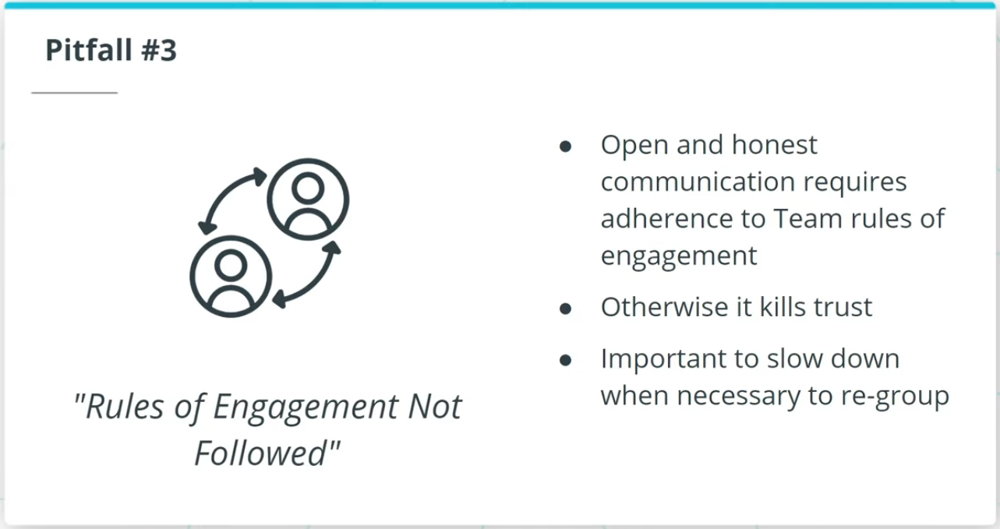 Pitfall #3
"Rules of Engagement Not
Followed"
● Open and honest
communication requires
adherence to Team rules of
engagement
● Otherwise it kills trust
● Important to slow down
when necessary to re-group